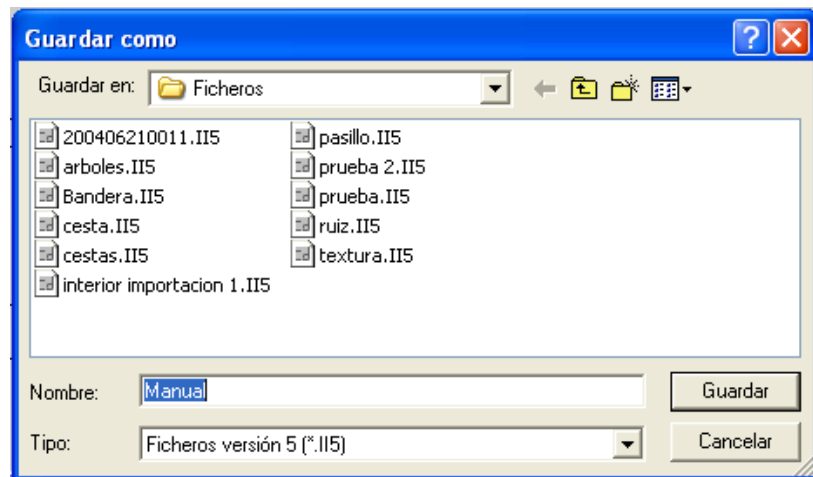 Guardar como
Guardar en: Ficheros
200406210011.II5
arboles.II5
Bandera.II5
cesta.II5
cestas.II5
interior importacion 1.II5
pasillo.II5
prueba 2.II5
prueba.II5
ruiz.II5
textura.II5
Nombre: Manual Guardar
Tipo: Ficheros versión 5 (*.II5) Cancelar